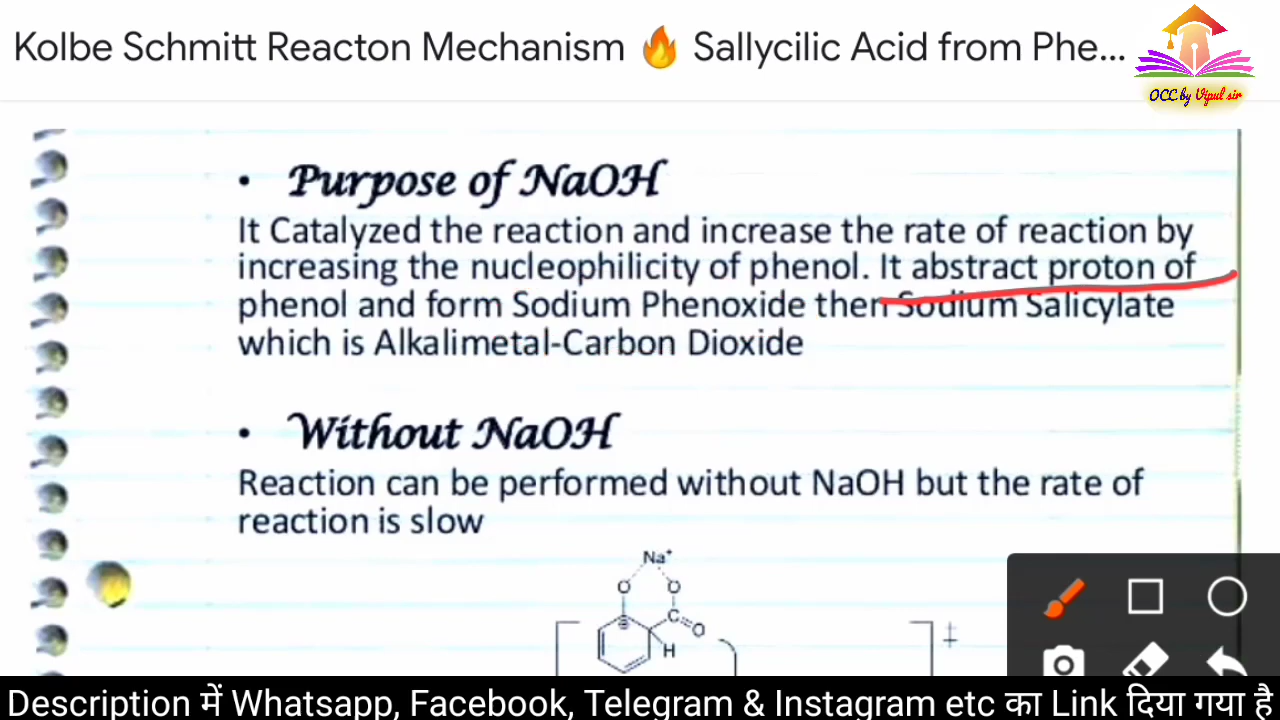 Kolbe Schmitt Reacton Mechanism 🔥 Sallycilic Acid from Phe...
OCC by Vipul sir
• Purpose of NaOH
It Catalyzed the reaction and increase the rate of reaction by
increasing the nucleophilicity of phenol. It abstract proton of
phenol and form Sodium Phenoxide then Sodium Salicylate
which is Alkalimetal-Carbon Dioxide
• Without NaOH
Reaction can be performed without NaOH but the rate of
reaction is slow
Na⁺
O O
C O
H
‡
Description में Whatsapp, Facebook, Telegram & Instagram etc का Link दिया गया है